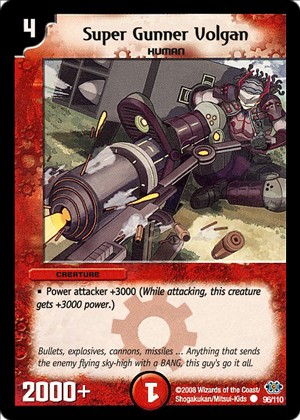 4
Super Gunner Volgan
HUMAN
CREATURE
▪ Power attacker +3000 (While attacking, this creature
gets +3000 power.)
Bullets, explosives, cannons, missiles ... Anything that sends
the enemy flying sky-high with a BANG, this guy's got it all.
2000+
1
©2008 Wizards of the Coast/
Shogakukan/Mitsui-Kids
96/110